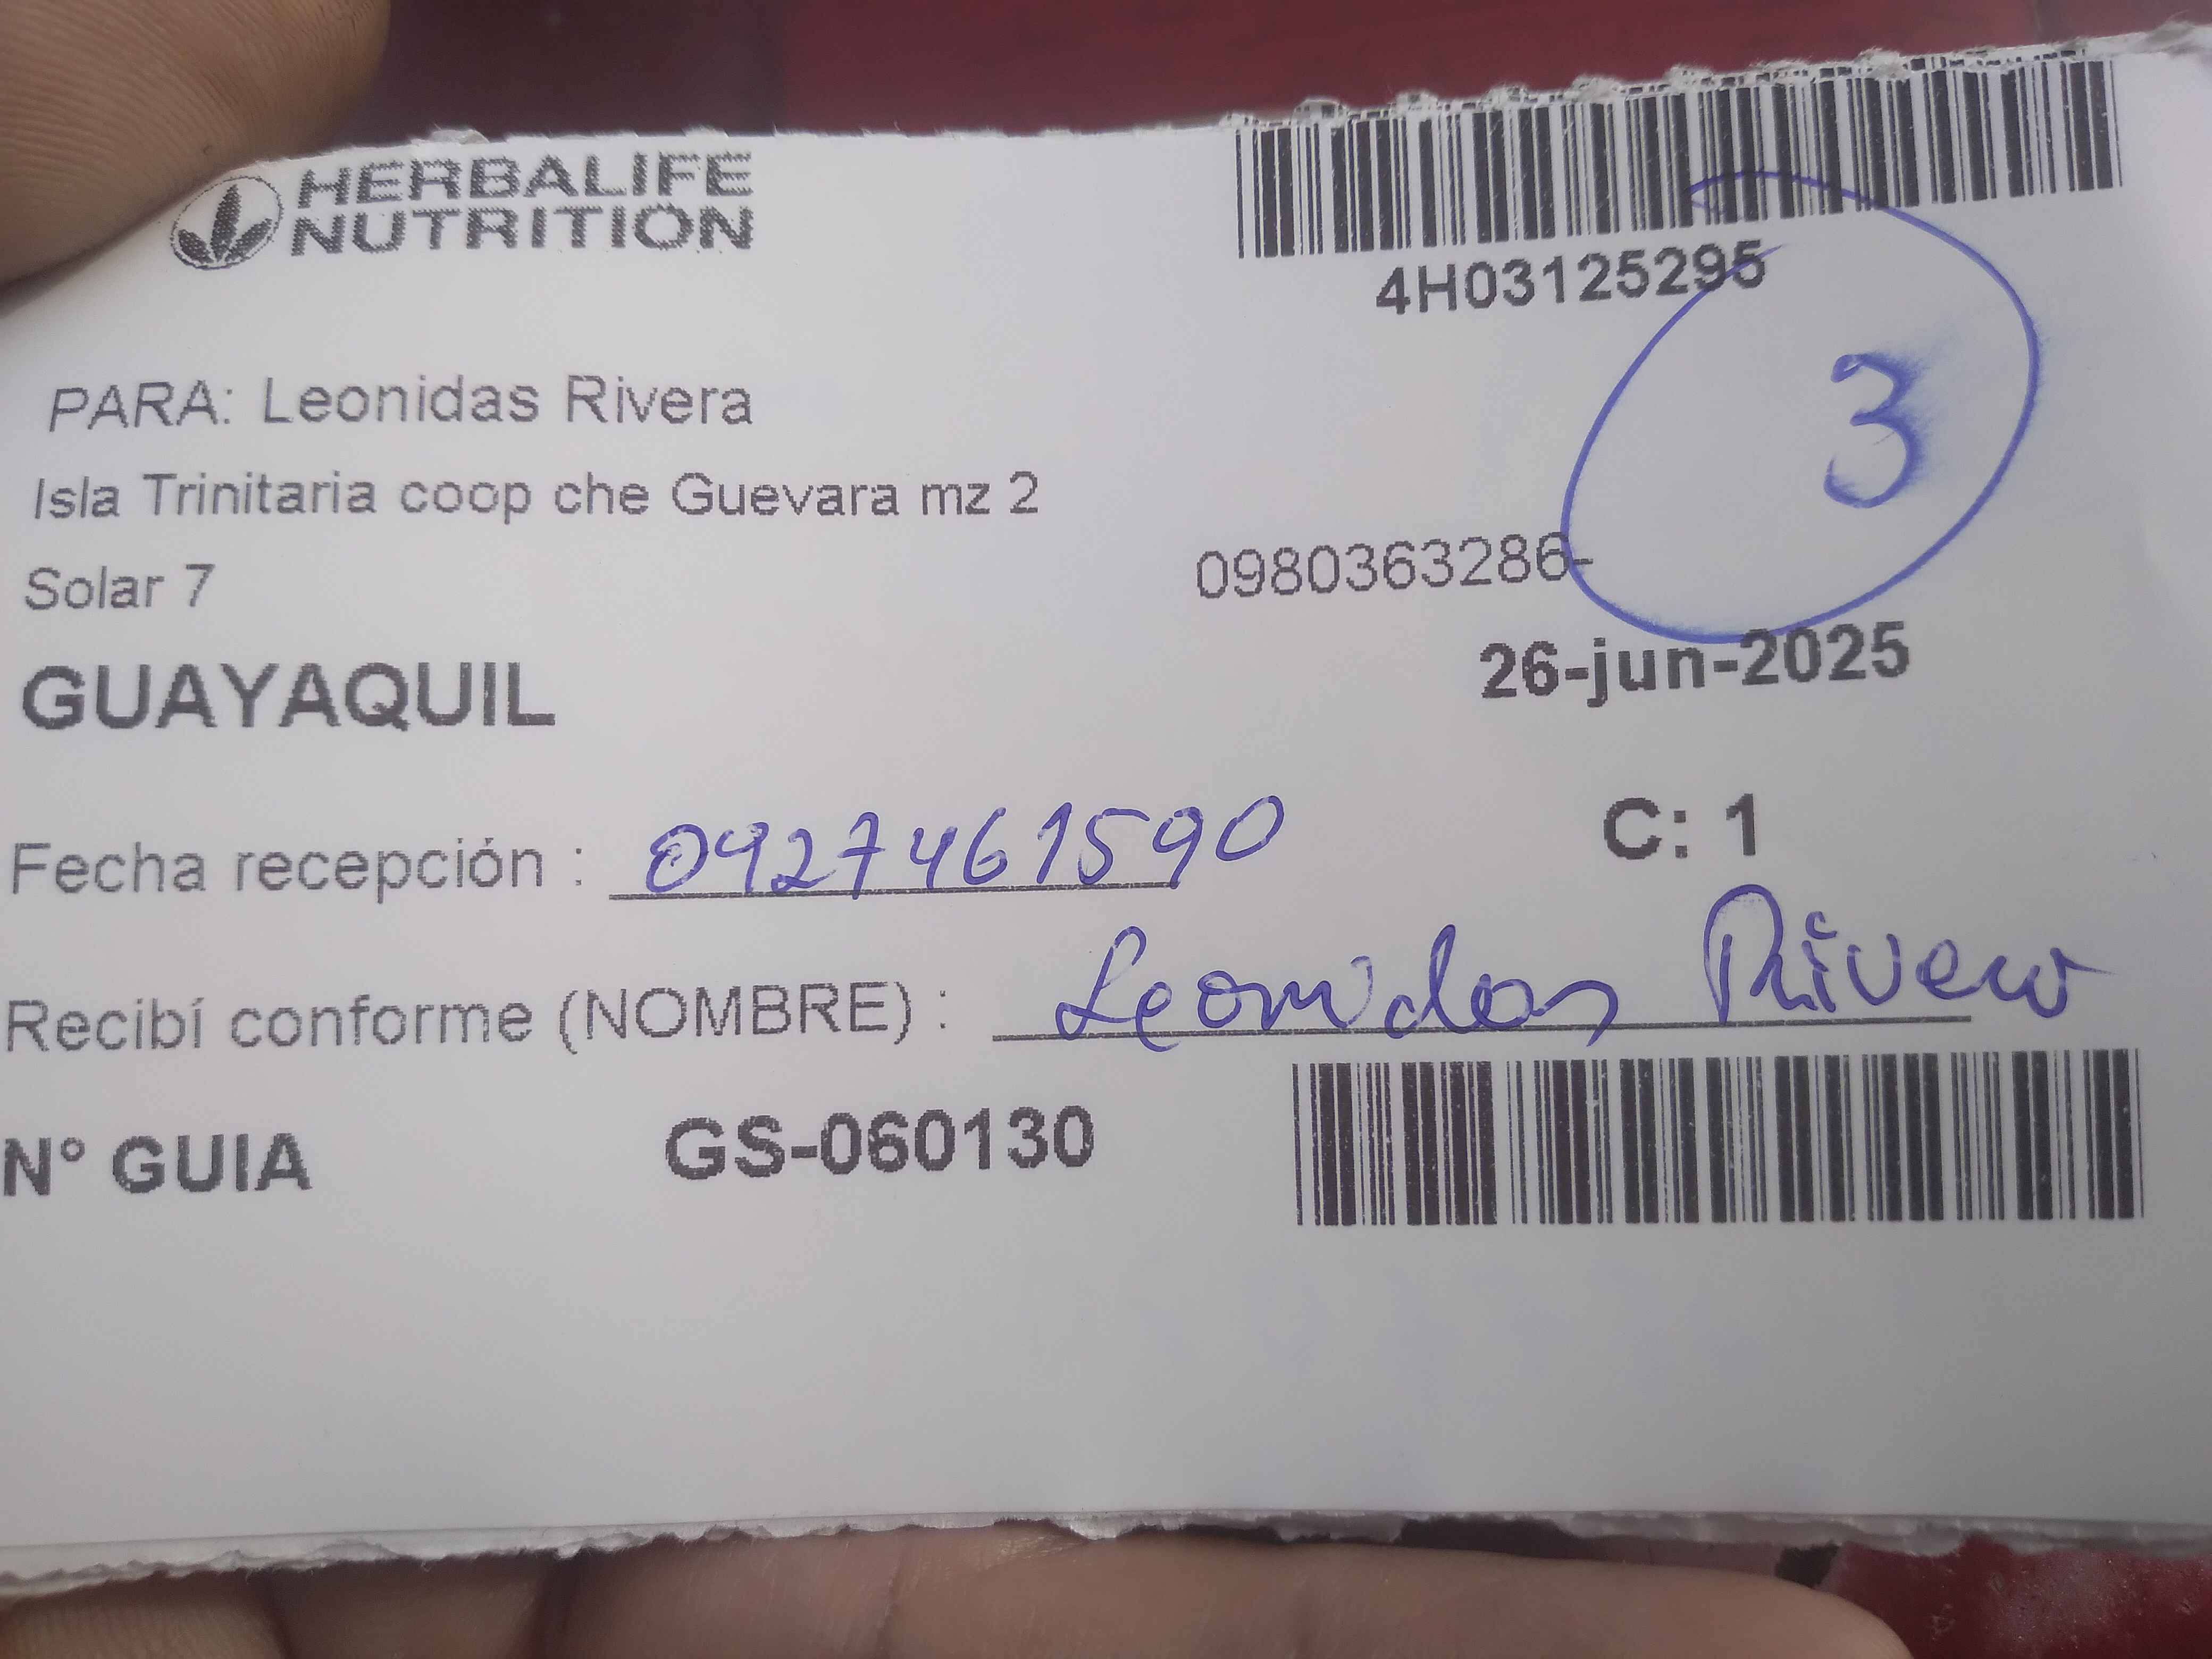 HERBALIFE
NUTRITION
4H03125295
3
PARA: Leonidas Rivera
Isla Trinitaria coop che Guevara mz 2
Solar 7
0980363286-
GUAYAQUIL
26-jun-2025
Fecha recepción : 0927461590
C: 1
Recibí conforme (NOMBRE) : Leonidas Rivera
N° GUIA GS-060130